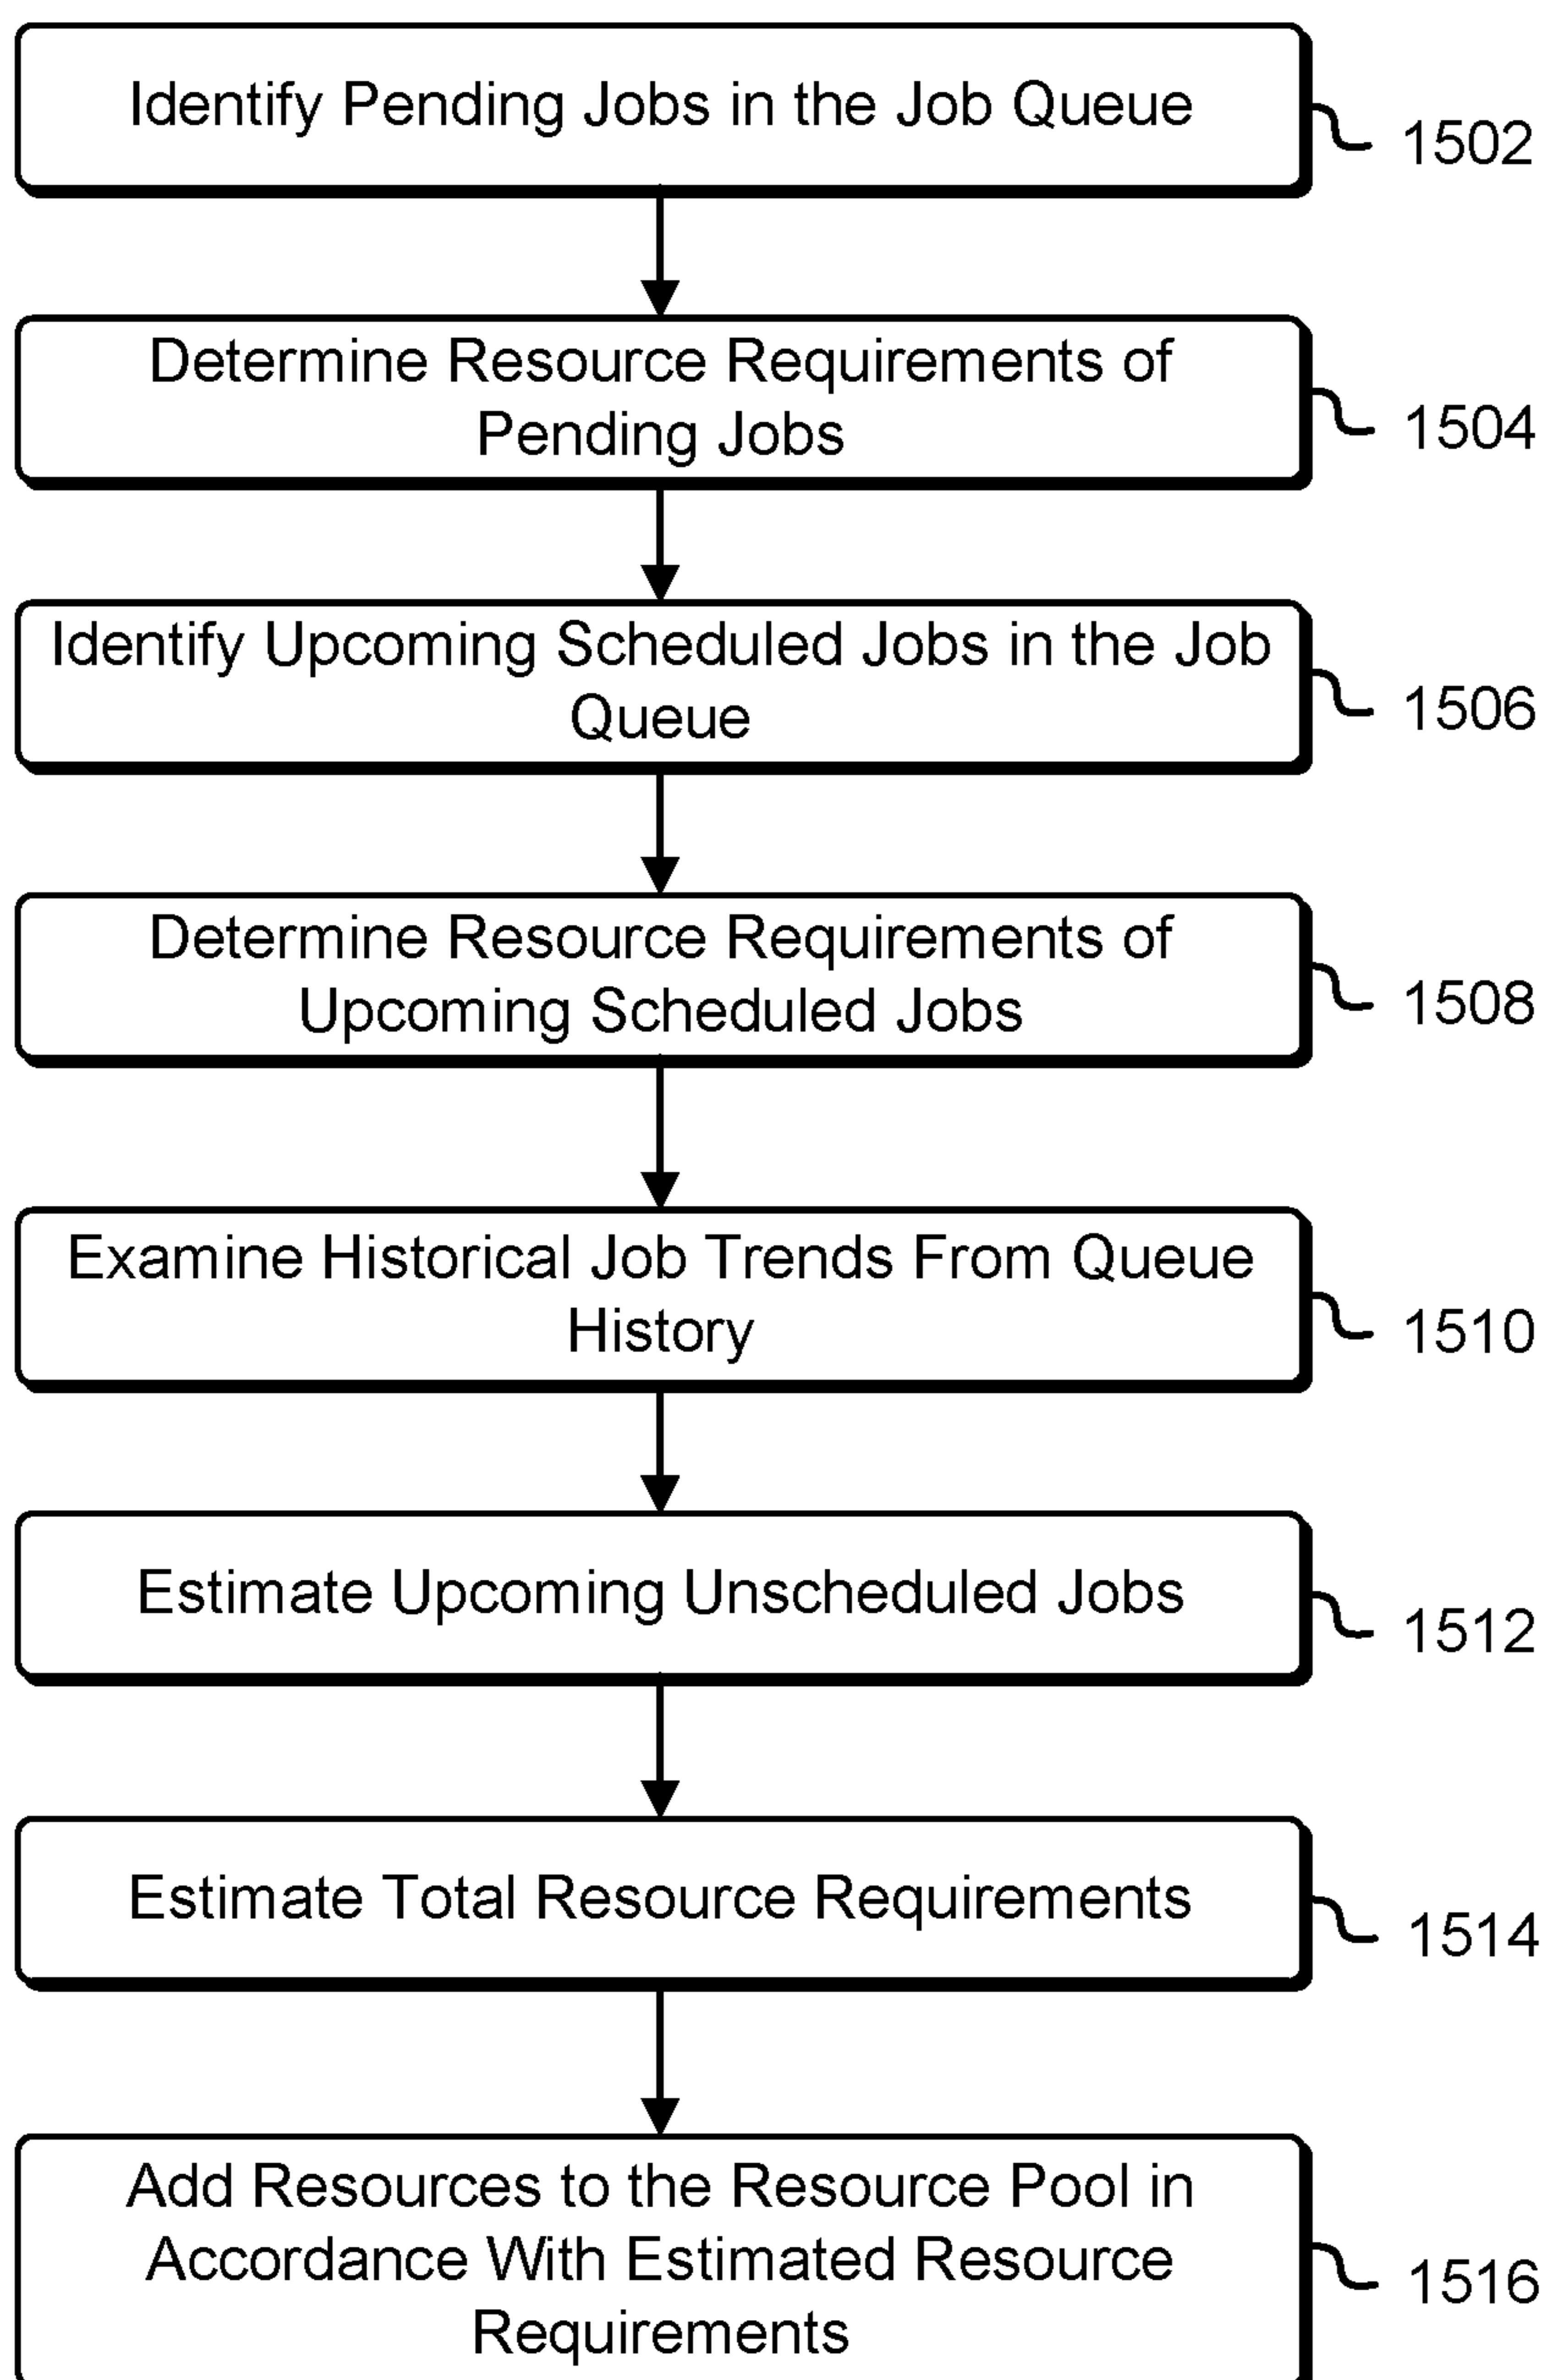 Identify Pending Jobs in the Job Queue
1502
Determine Resource Requirements of
Pending Jobs
1504
Identify Upcoming Scheduled Jobs in the Job
Queue
1506
Determine Resource Requirements of
Upcoming Scheduled Jobs
1508
Examine Historical Job Trends From Queue
History
1510
Estimate Upcoming Unscheduled Jobs
1512
Estimate Total Resource Requirements
1514
Add Resources to the Resource Pool in
Accordance With Estimated Resource
Requirements
1516